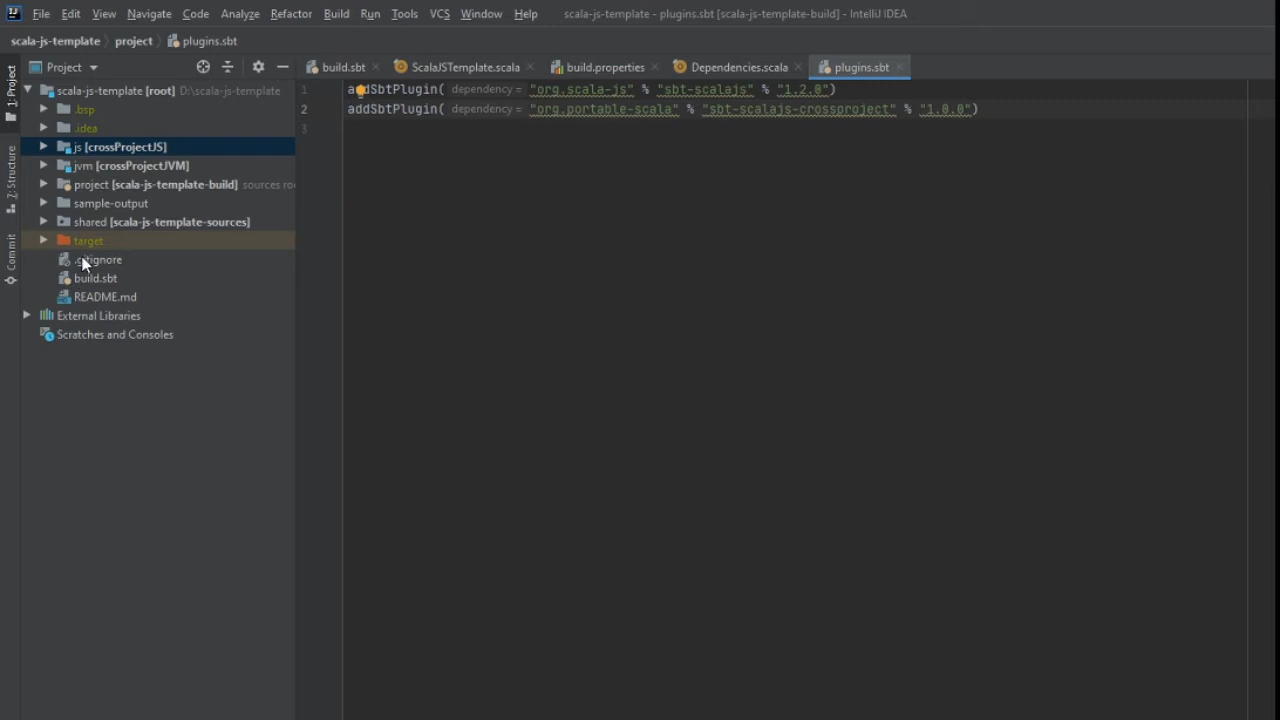 File Edit View Navigate Code Analyze Refactor Build Run Tools VCS Window Help scala-js-template - plugins.sbt [scala-js-template-build] - IntelliJ IDEA
scala-js-template project plugins.sbt
Project
build.sbt ScalaJSTemplate.scala build.properties Dependencies.scala plugins.sbt
1: Project
Z: Structure
Commit
scala-js-template [root] D:\scala-js-template
.bsp
.idea
js [crossProjectJS]
jvm [crossProjectJVM]
project [scala-js-template-build] sources ro
sample-output
shared [scala-js-template-sources]
target
.gitignore
build.sbt
README.md
External Libraries
Scratches and Consoles
1 addSbtPlugin( dependency = "org.scala-js" % "sbt-scalajs" % "1.2.0")
2 addSbtPlugin( dependency = "org.portable-scala" % "sbt-scalajs-crossproject" % "1.0.0")
3